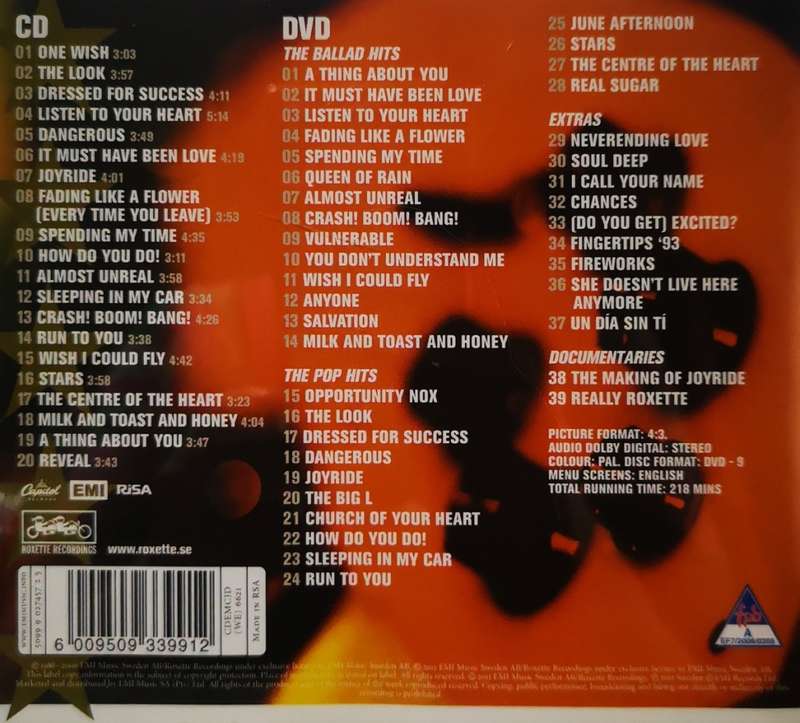 CD
01 ONE WISH 3:03
02 THE LOOK 3:57
03 DRESSED FOR SUCCESS 4:11
04 LISTEN TO YOUR HEART 5:14
05 DANGEROUS 3:49
06 IT MUST HAVE BEEN LOVE 4:19
07 JOYRIDE 4:01
08 FADING LIKE A FLOWER
(EVERY TIME YOU LEAVE) 3:53
09 SPENDING MY TIME 4:35
10 HOW DO YOU DO! 3:11
11 ALMOST UNREAL 3:58
12 SLEEPING IN MY CAR 3:34
13 CRASH! BOOM! BANG! 4:26
14 RUN TO YOU 3:38
15 WISH I COULD FLY 4:42
16 STARS 3:58
17 THE CENTRE OF THE HEART 3:23
18 MILK AND TOAST AND HONEY 4:04
19 A THING ABOUT YOU 3:47
20 REVEAL 3:43
Capitol
EMI
RiSA
ROXETTE RECORDINGS
www.roxette.se
6 009509 339912
CDEMCJD
(WE) 6621
MADE IN RSA
DVD
THE BALLAD HITS
01 A THING ABOUT YOU
02 IT MUST HAVE BEEN LOVE
03 LISTEN TO YOUR HEART
04 FADING LIKE A FLOWER
05 SPENDING MY TIME
06 QUEEN OF RAIN
07 ALMOST UNREAL
08 CRASH! BOOM! BANG!
09 VULNERABLE
10 YOU DON'T UNDERSTAND ME
11 WISH I COULD FLY
12 ANYONE
13 SALVATION
14 MILK AND TOAST AND HONEY
THE POP HITS
15 OPPORTUNITY NOX
16 THE LOOK
17 DRESSED FOR SUCCESS
18 DANGEROUS
19 JOYRIDE
20 THE BIG L
21 CHURCH OF YOUR HEART
22 HOW DO YOU DO!
23 SLEEPING IN MY CAR
24 RUN TO YOU
25 JUNE AFTERNOON
26 STARS
27 THE CENTRE OF THE HEART
28 REAL SUGAR
EXTRAS
29 NEVERENDING LOVE
30 SOUL DEEP
31 I CALL YOUR NAME
32 CHANCES
33 (DO YOU GET) EXCITED?
34 FINGERTIPS '93
35 FIREWORKS
36 SHE DOESN'T LIVE HERE
ANYMORE
37 UN DÍA SIN TÍ
DOCUMENTARIES
38 THE MAKING OF JOYRIDE
39 REALLY ROXETTE
PICTURE FORMAT: 4:3.
AUDIO DOLBY DIGITAL: STEREO
COLOUR: PAL. DISC FORMAT: DVD - 9
MENU SCREENS: ENGLISH
TOTAL RUNNING TIME: 218 MINS
fpb
A